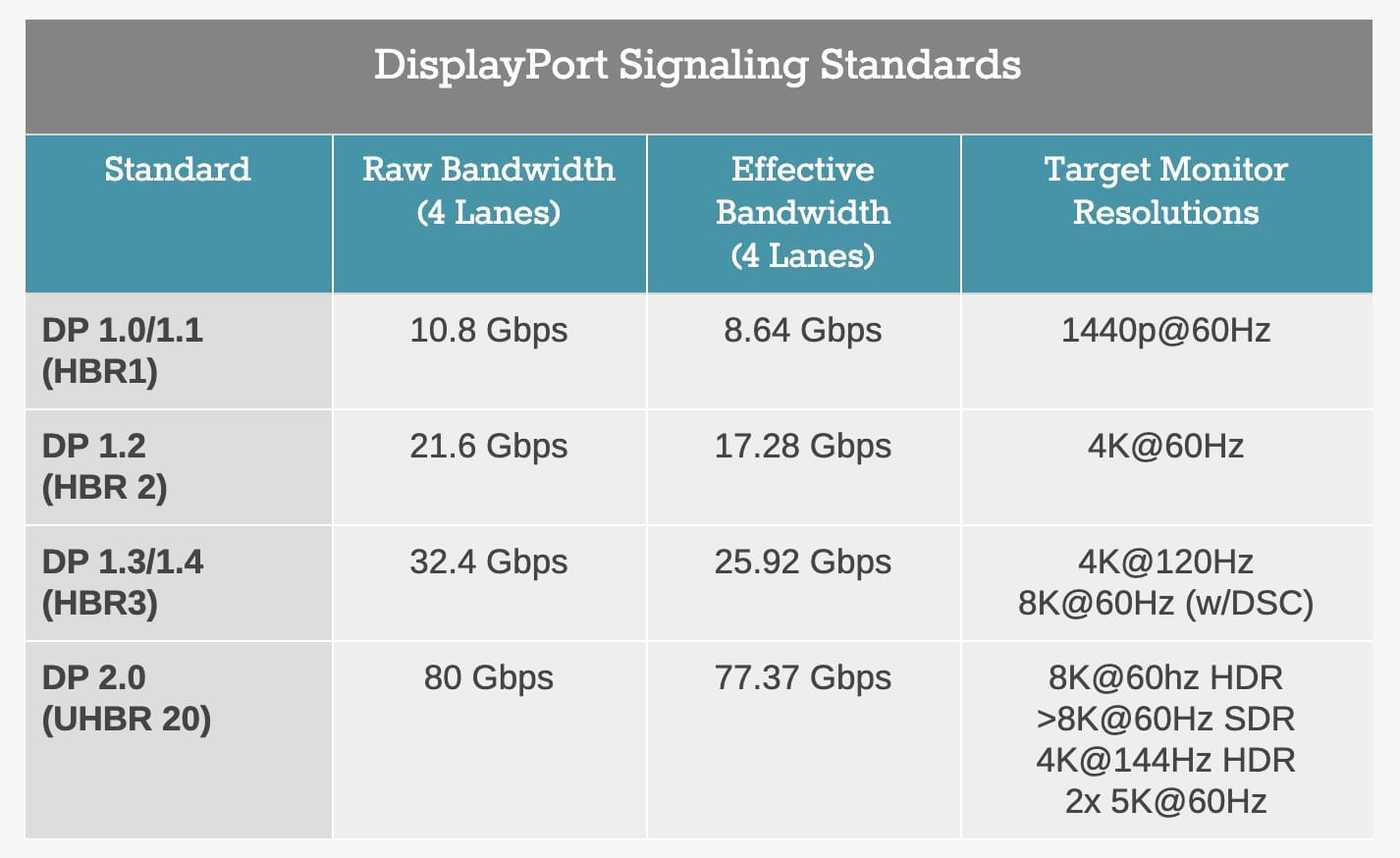 DisplayPort Signaling Standards
Standard
Raw Bandwidth
(4 Lanes)
Effective
Bandwidth
(4 Lanes)
Target Monitor
Resolutions
DP 1.0/1.1
(HBR1)
10.8 Gbps
8.64 Gbps
1440p@60Hz
DP 1.2
(HBR 2)
21.6 Gbps
17.28 Gbps
4K@60Hz
DP 1.3/1.4
(HBR3)
32.4 Gbps
25.92 Gbps
4K@120Hz
8K@60Hz (w/DSC)
DP 2.0
(UHBR 20)
80 Gbps
77.37 Gbps
8K@60hz HDR
>8K@60Hz SDR
4K@144Hz HDR
2x 5K@60Hz